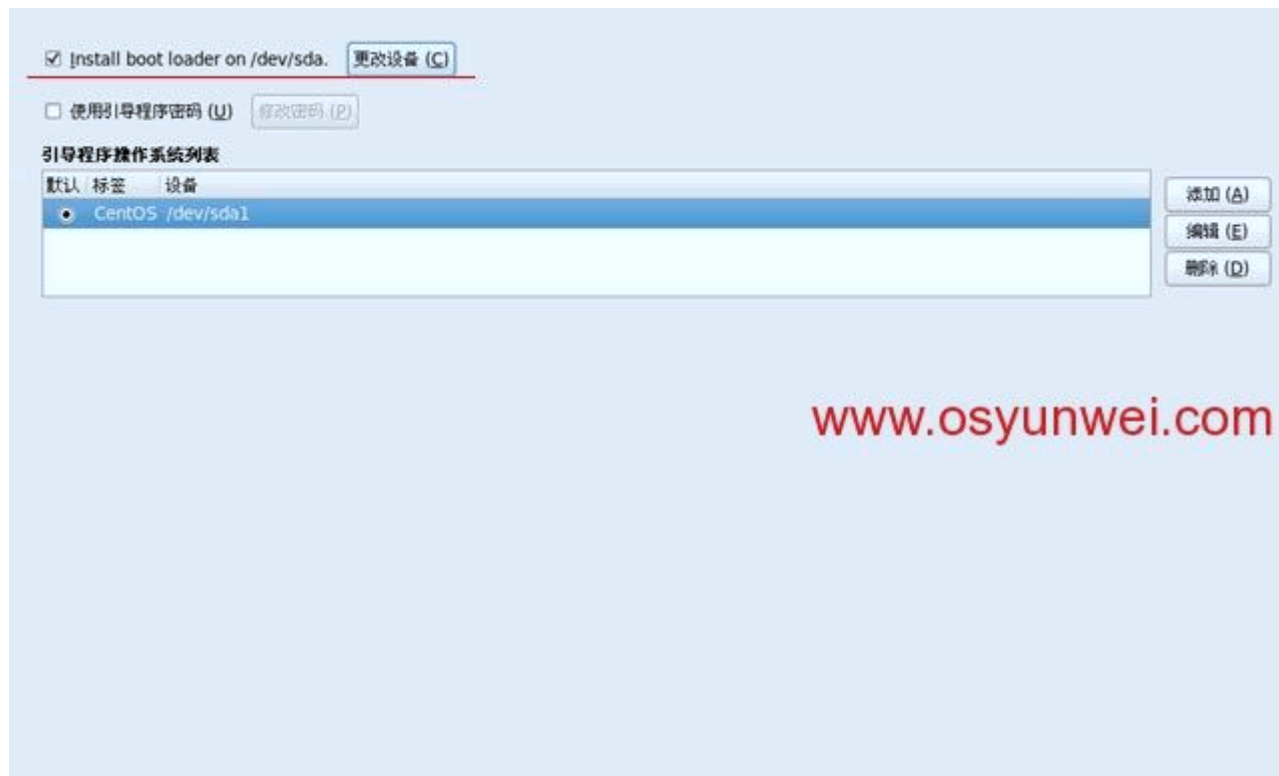 Install boot loader on /dev/sda. 更改设备 (C)
使用引导程序密码 (U) 修改密码 (P)
引导程序操作系统列表
默认 标签 设备
CentOS /dev/sda1
添加 (A)
编辑 (E)
删除 (D)
www.osyunwei.com